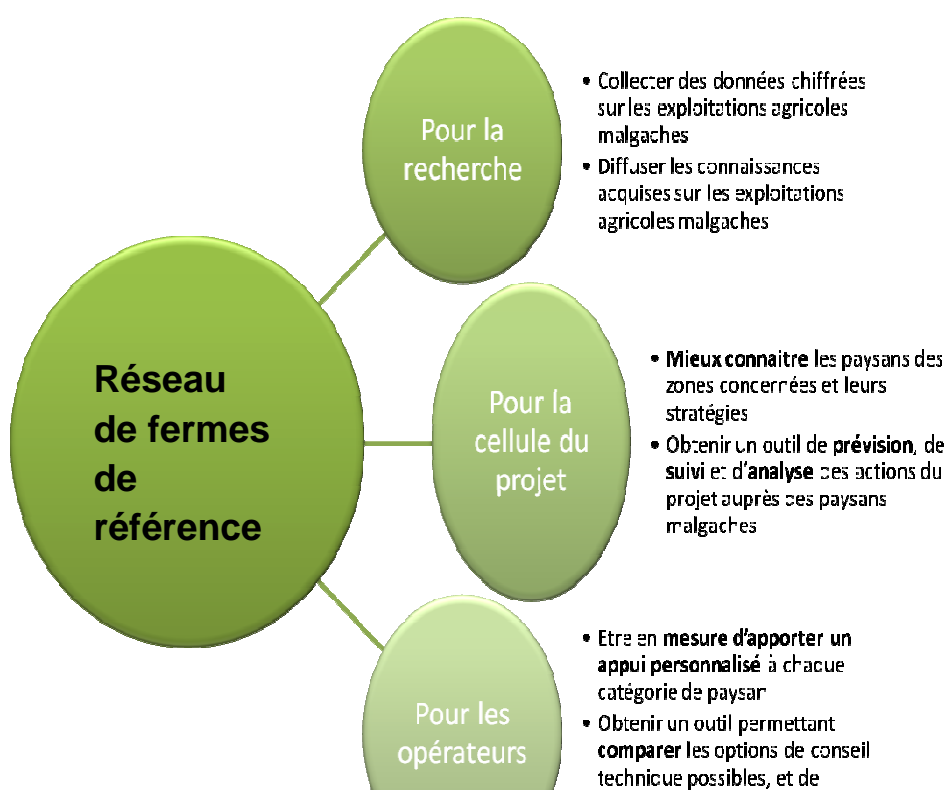 Pour la
recherche
• Collecter des données chiffrées
sur les exploitations agricoles
malgaches
• Diffuser les connaissances
acquises sur les exploitations
agricoles malgaches
Réseau
de fermes
de
référence
Pour la
cellule du
projet
• Mieux connaitre les paysans des
zones concernées et leurs
stratégies
• Obtenir un outil de prévision, de
suivi et d'analyse des actions du
projet auprès des paysans
malgaches
Pour les
opérateurs
• Etre en mesure d'apporter un
appui personnalisé à chaque
catégorie de paysan
• Obtenir un outil permettant
comparer les options de conseil
technique possibles, et de